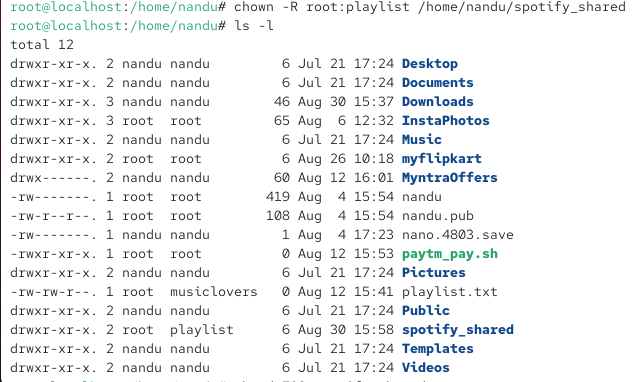 root@localhost:/home/nandu# chown -R root:playlist /home/nandu/spotify_shared
root@localhost:/home/nandu# ls -l
total 12
drwxr-xr-x. 2 nandu nandu 6 Jul 21 17:24 Desktop
drwxr-xr-x. 2 nandu nandu 6 Jul 21 17:24 Documents
drwxr-xr-x. 3 nandu nandu 46 Aug 30 15:37 Downloads
drwxr-xr-x. 3 root root 65 Aug 6 12:32 InstaPhotos
drwxr-xr-x. 2 nandu nandu 6 Jul 21 17:24 Music
drwxr-xr-x. 2 root root 6 Aug 26 10:18 myflipkart
drwx------. 2 nandu nandu 60 Aug 12 16:01 MyntraOffers
-rw-------. 1 root root 419 Aug 4 15:54 nandu
-rw-r--r--. 1 root root 108 Aug 4 15:54 nandu.pub
-rw-------. 1 nandu nandu 1 Aug 4 17:23 nano.4803.save
-rwxr-xr-x. 1 root root 0 Aug 12 15:53 paytm_pay.sh
drwxr-xr-x. 2 nandu nandu 6 Jul 21 17:24 Pictures
-rw-rw-r--. 1 root musiclovers 0 Aug 12 15:41 playlist.txt
drwxr-xr-x. 2 nandu nandu 6 Jul 21 17:24 Public
drwxr-xr-x. 2 root playlist 6 Aug 30 15:58 spotify_shared
drwxr-xr-x. 2 nandu nandu 6 Jul 21 17:24 Templates
drwxr-xr-x. 2 nandu nandu 6 Jul 21 17:24 Videos